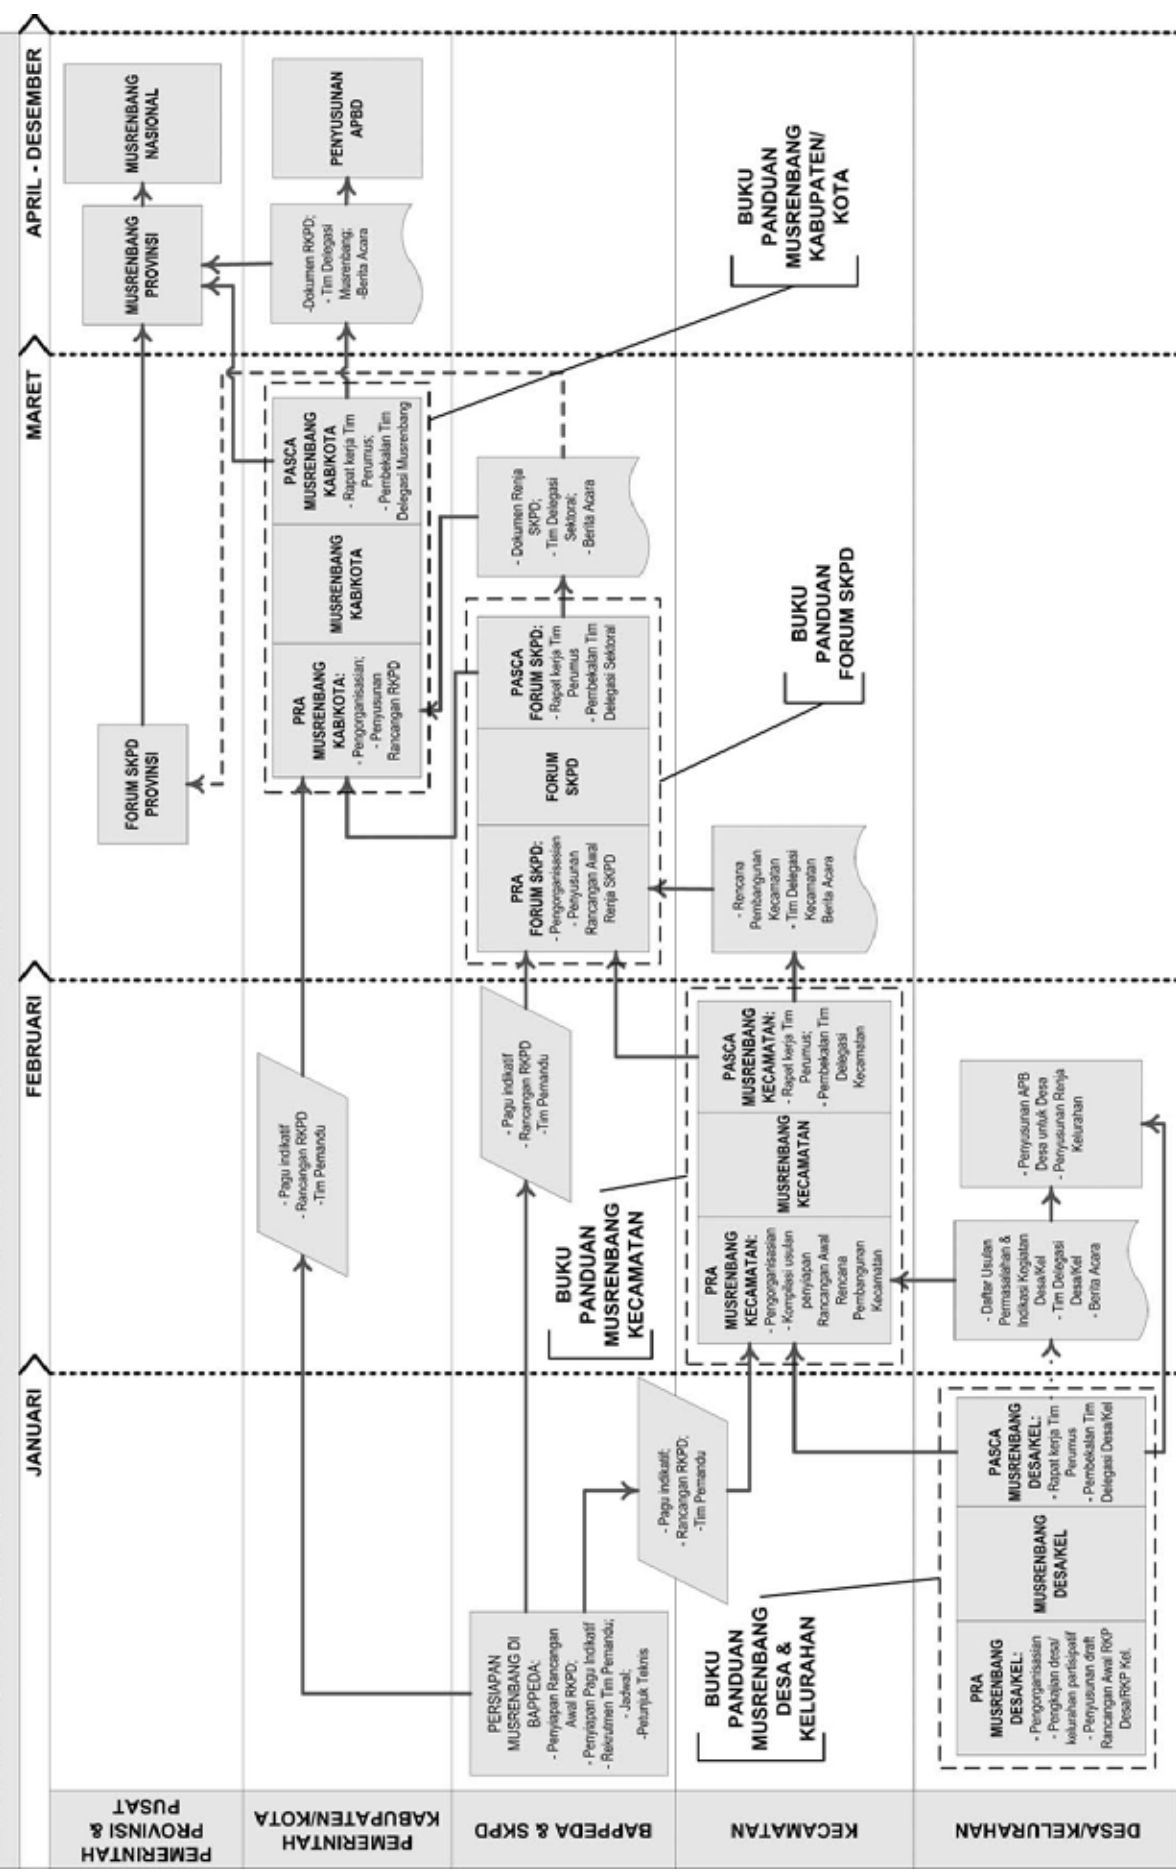 JANUARI
FEBRUARI
MARET
APRIL - DESEMBER
PEMERINTAH
PROVINSI &
PUSAT
FORUM SKPD
PROVINSI
MUSRENBANG
PROVINSI
MUSRENBANG
NASIONAL
PEMERINTAH
KABUPATEN/KOTA
- Pagu indikatif
- Rancangan RKPD
-Tim Pemandu
PRA
MUSRENBANG
KAB/KOTA:
- Pengorganisasian;
- Penyusunan
Rancangan RKPD
MUSRENBANG
KAB/KOTA
PASCA
MUSRENBANG
KAB/KOTA
- Rapat kerja Tim
Perumus;
- Pembekalan Tim
Delegasi Musrenbang
-Dokumen RKPD;
- Tim Delegasi
Musrenbang;
-Berita Acara
PENYUSUNAN
APBD
BAPPEDA & SKPD
PERSIAPAN
MUSRENBANG DI
BAPPEDA:
- Penyiapan Rancangan
Awal RKPD;
- Penyiapan Pagu Indikatif
- Rekrutmen Tim Pemandu;
- Jadwal;
-Petunjuk Teknis
- Pagu indikatif
- Rancangan RKPD
-Tim Pemandu
PRA
FORUM SKPD:
- Pengorganisasian
- Penyusunan
Rancangan Awal
Renja SKPD
FORUM
SKPD
PASCA
FORUM SKPD:
- Rapat kerja Tim
Perumus
- Pembekalan Tim
Delegasi Sektoral
- Dokumen Renja
SKPD;
- Tim Delegasi
Sektoral;
- Berita Acara
BUKU
PANDUAN
MUSRENBANG
KECAMATAN
- Pagu indikatif;
- Rancangan RKPD;
-Tim Pemandu
KECAMATAN
PRA
MUSRENBANG
KECAMATAN:
- Pengorganisasian
- Kompilasi usulan
penyiapan
Rancangan Awal
Rencana
Pembangunan
Kecamatan
MUSRENBANG
KECAMATAN
PASCA
MUSRENBANG
KECAMATAN:
- Rapat kerja Tim
Perumus;
- Pembekalan Tim
Delegasi
Kecamatan
- Rencana
Pembangunan
Kecamatan
- Tim Delegasi
Kecamatan
Berita Acara
BUKU
PANDUAN
FORUM SKPD
BUKU
PANDUAN
MUSRENBANG
KABUPATEN/
KOTA
BUKU
PANDUAN
MUSRENBANG
DESA &
KELURAHAN
DESA/KELURAHAN
PRA
MUSRENBANG
DESA/KEL:
- Pengorganisasian
- Pengkajian desa/
kelurahan partisipatif
- Penyusunan draft
Rancangan Awal RKP
Desa/RKP Kel.
MUSRENBANG
DESA/KEL
PASCA
MUSRENBANG
DESA/KEL:
- Rapat kerja Tim
Perumus
- Pembekalan Tim
Delegasi Desa/Kel
- Daftar Usulan
Permasalahan &
Indikasi Kegiatan
Desa/Kel
- Tim Delegasi
Desa/Kel
- Berita Acara
- Penyusunan APB
Desa untuk Desa
- Penyusunan Renja
Kelurahan